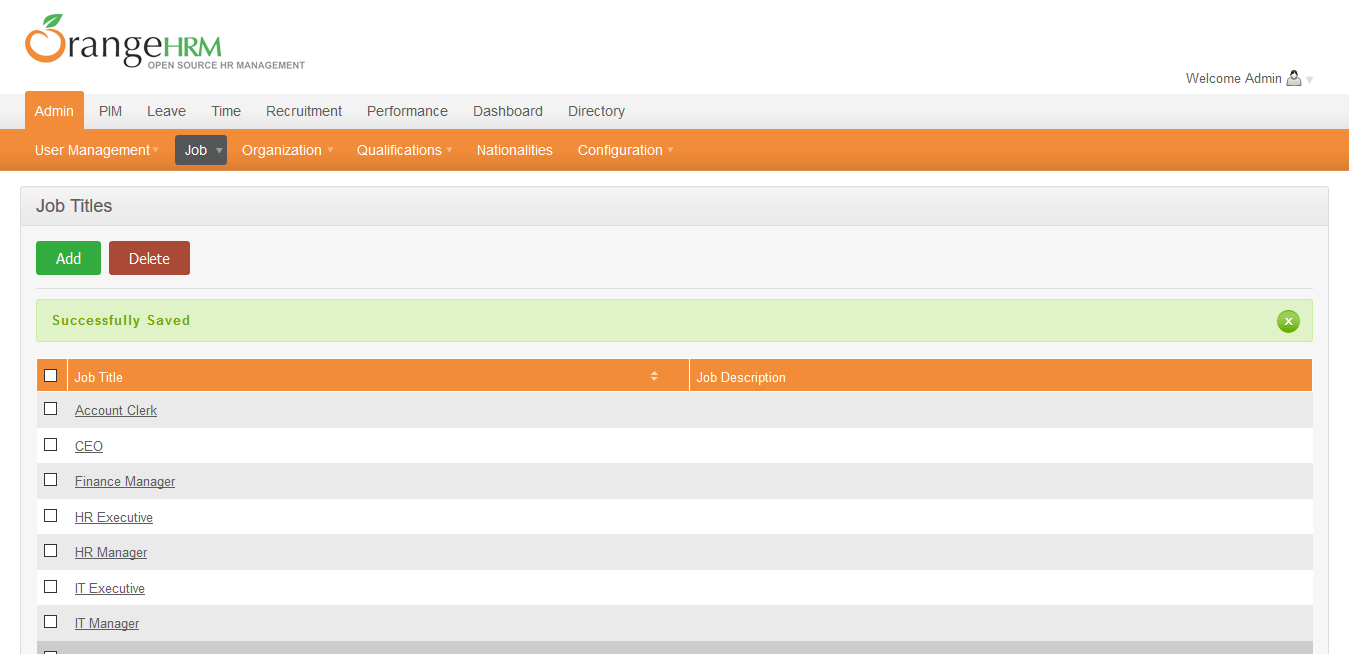 OrangeHRM
OPEN SOURCE HR MANAGEMENT
Welcome Admin
Admin PIM Leave Time Recruitment Performance Dashboard Directory
User Management Job Organization Qualifications Nationalities Configuration
Job Titles
Add Delete
Successfully Saved x
Job Title Job Description
Account Clerk
CEO
Finance Manager
HR Executive
HR Manager
IT Executive
IT Manager